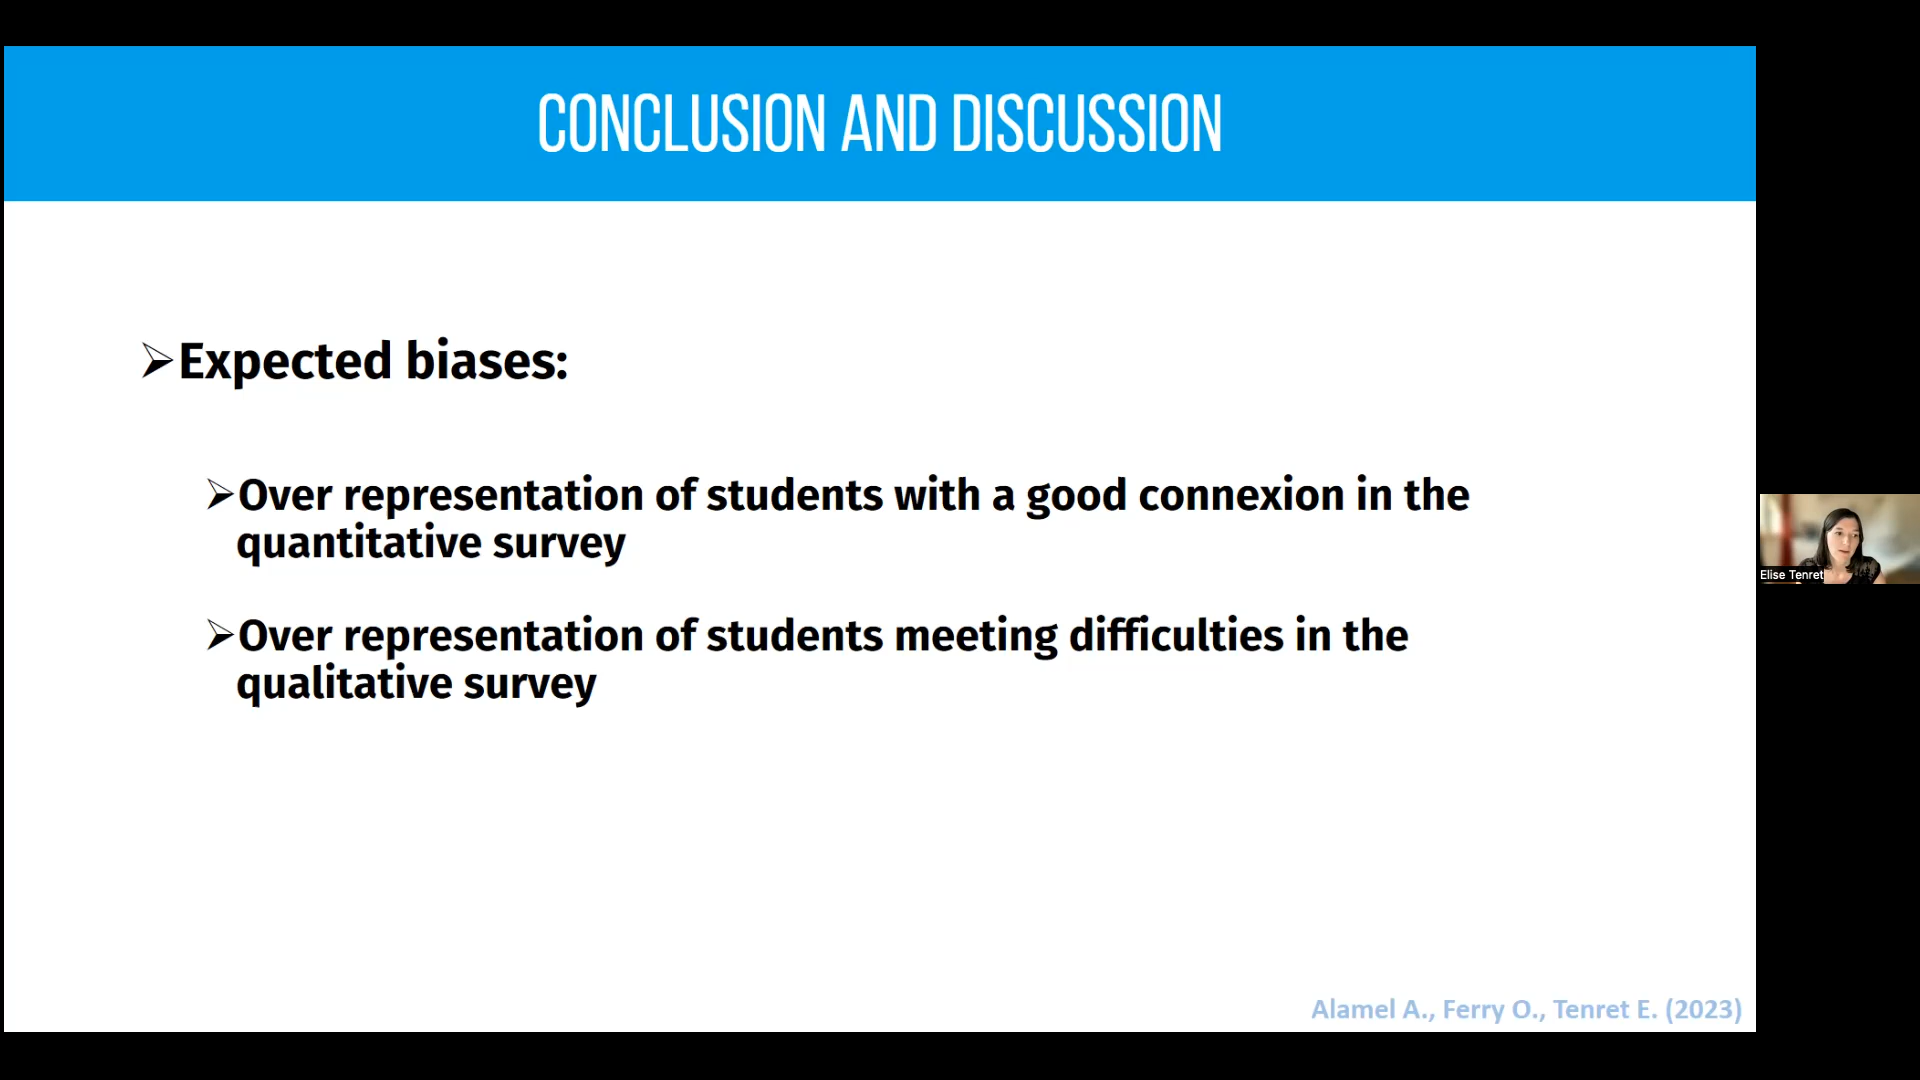 CONCLUSION AND DISCUSSION
➢Expected biases:
➢Over representation of students with a good connexion in the
quantitative survey
➢Over representation of students meeting difficulties in the
qualitative survey
Elise Tenret
Alamel A., Ferry O., Tenret E. (2023)